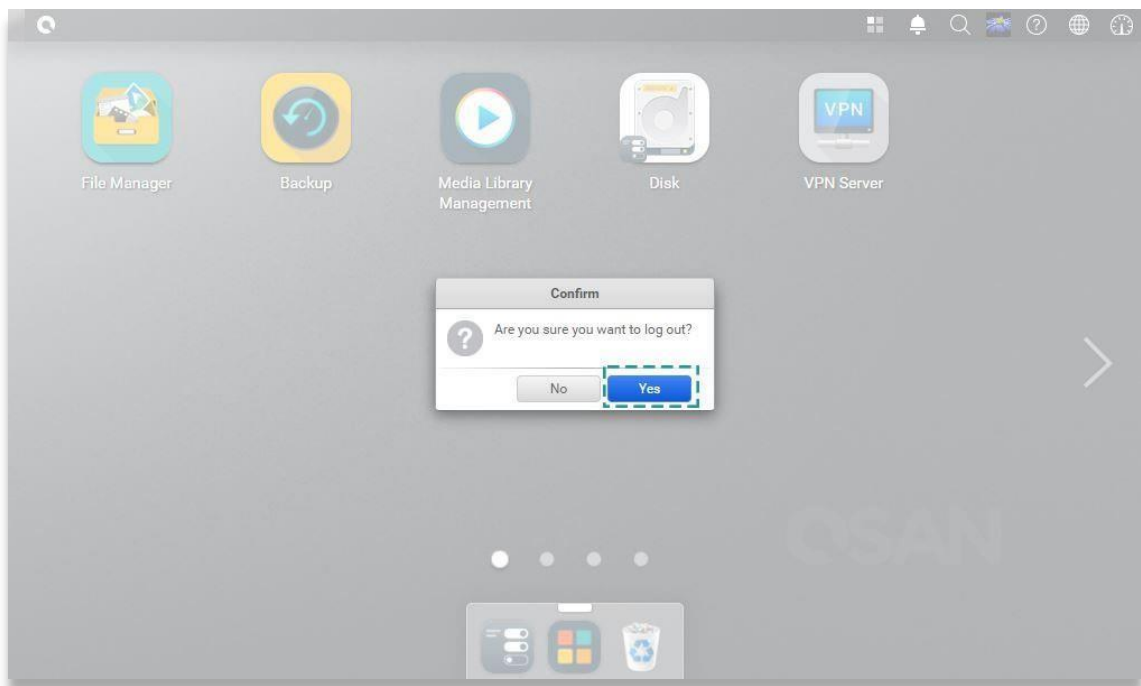 VPN
File Manager
Backup
Media Library
Management
Disk
VPN Server
Confirm
Are you sure you want to log out?
No
Yes
QSAN